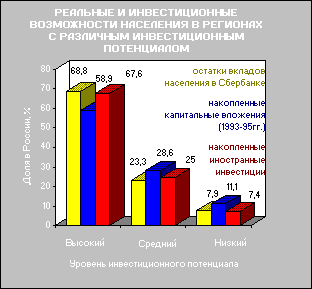 РЕАЛЬНЫЕ И ИНВЕСТИЦИОННЫЕ
ВОЗМОЖНОСТИ НАСЕЛЕНИЯ В РЕГИОНАХ
С РАЗЛИЧНЫМ ИНВЕСТИЦИОННЫМ
ПОТЕНЦИАЛОМ
80
70
60
50
40
30
20
10
0
Доля в России, %
68,8
58,9
67,6
23,3
28,6
25
7,9
11,1
7,4
остатки вкладов
населения в Сбербанке
накопленные
капитальные вложения
(1993-95гг.)
накопленные
иностранные
инвестиции
Высокий
Средний
Низкий
Уровень инвестиционного потенциала